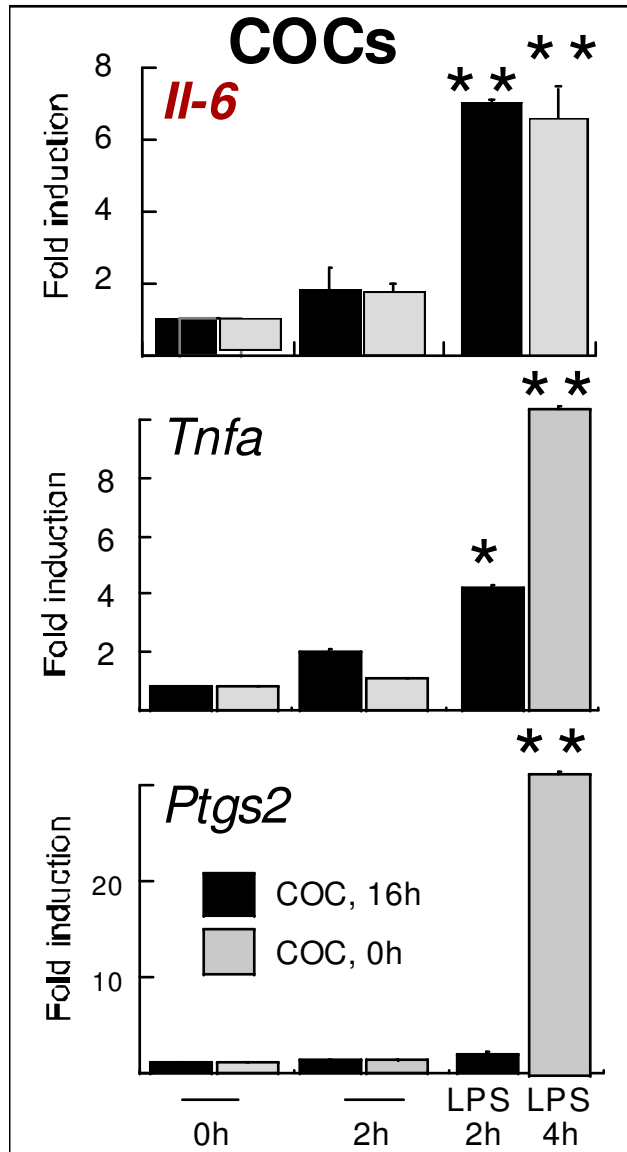 COCs
Il-6
Fold induction
8
6
4
2
* *
* *
Tnfa
Fold induction
8
6
4
2
*
* *
Ptgs2
Fold induction
20
10
* *
COC, 16h
COC, 0h
LPS LPS
0h 2h 2h 4h